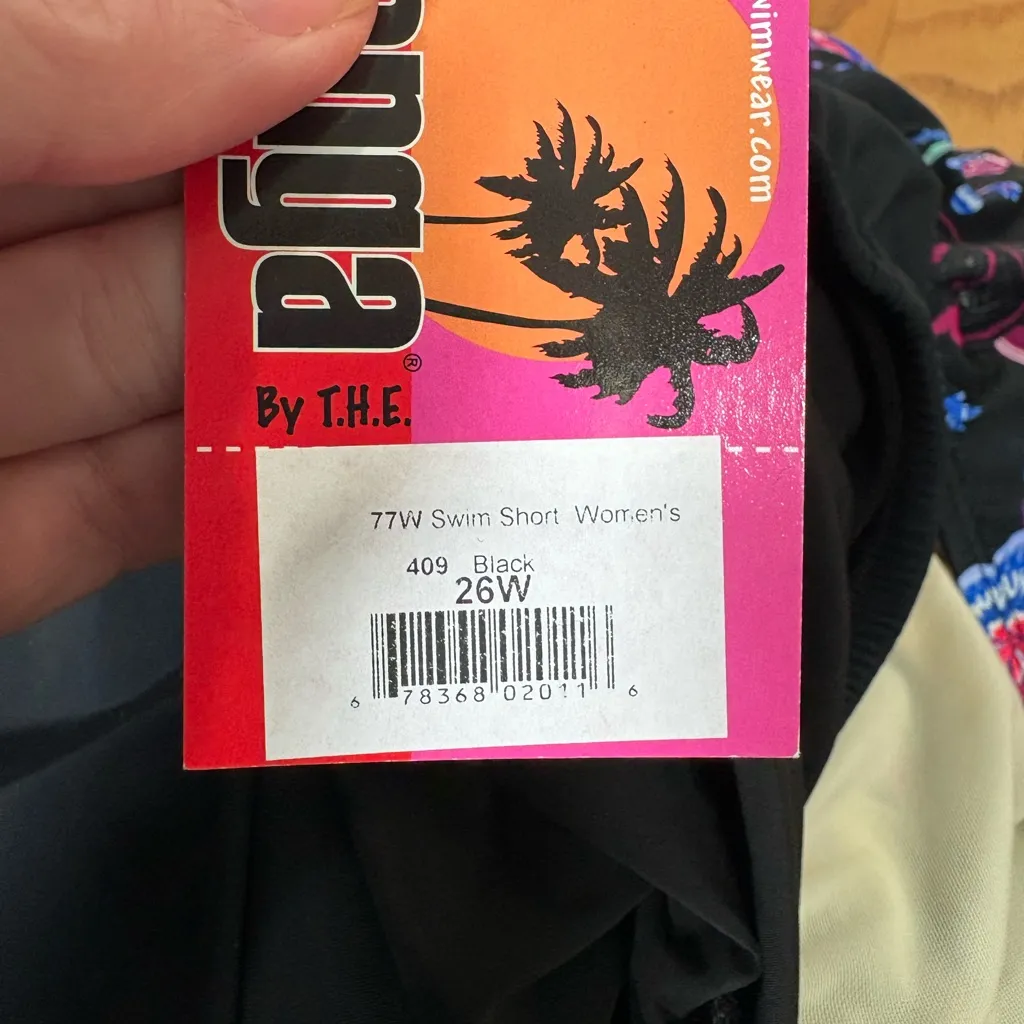 wimwear.com
By T.H.E.
77W Swim Short Women's
409 Black
26W
6 78368 02011 6